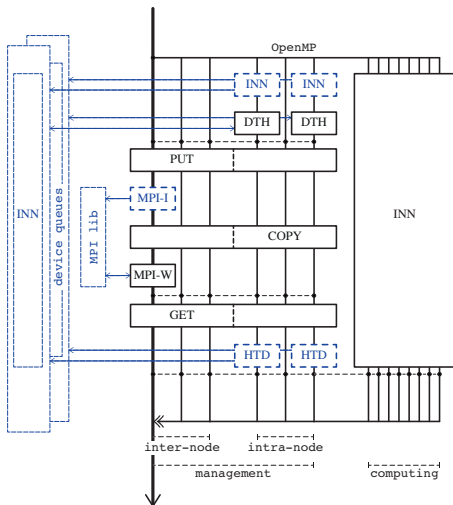 OpenMP
INN INN
DTH DTH
PUT
MPI-I
INN
device queues
MPI lib
INN
COPY
MPI-W
GET
HTD HTD
inter-node intra-node
management computing